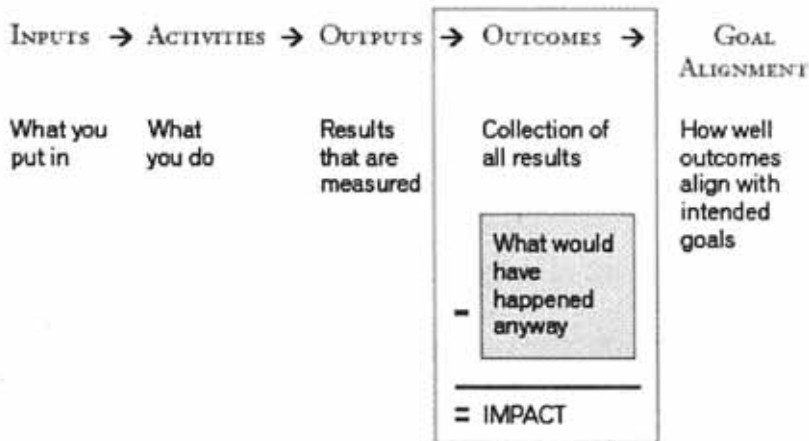 INPUTS → ACTIVITIES → OUTPUTS → OUTCOMES → GOAL
ALIGNMENT
What you
put in
What
you do
Results
that are
measured
Collection of
all results
How well
outcomes
align with
intended
goals
- What would
have
happened
anyway
= IMPACT